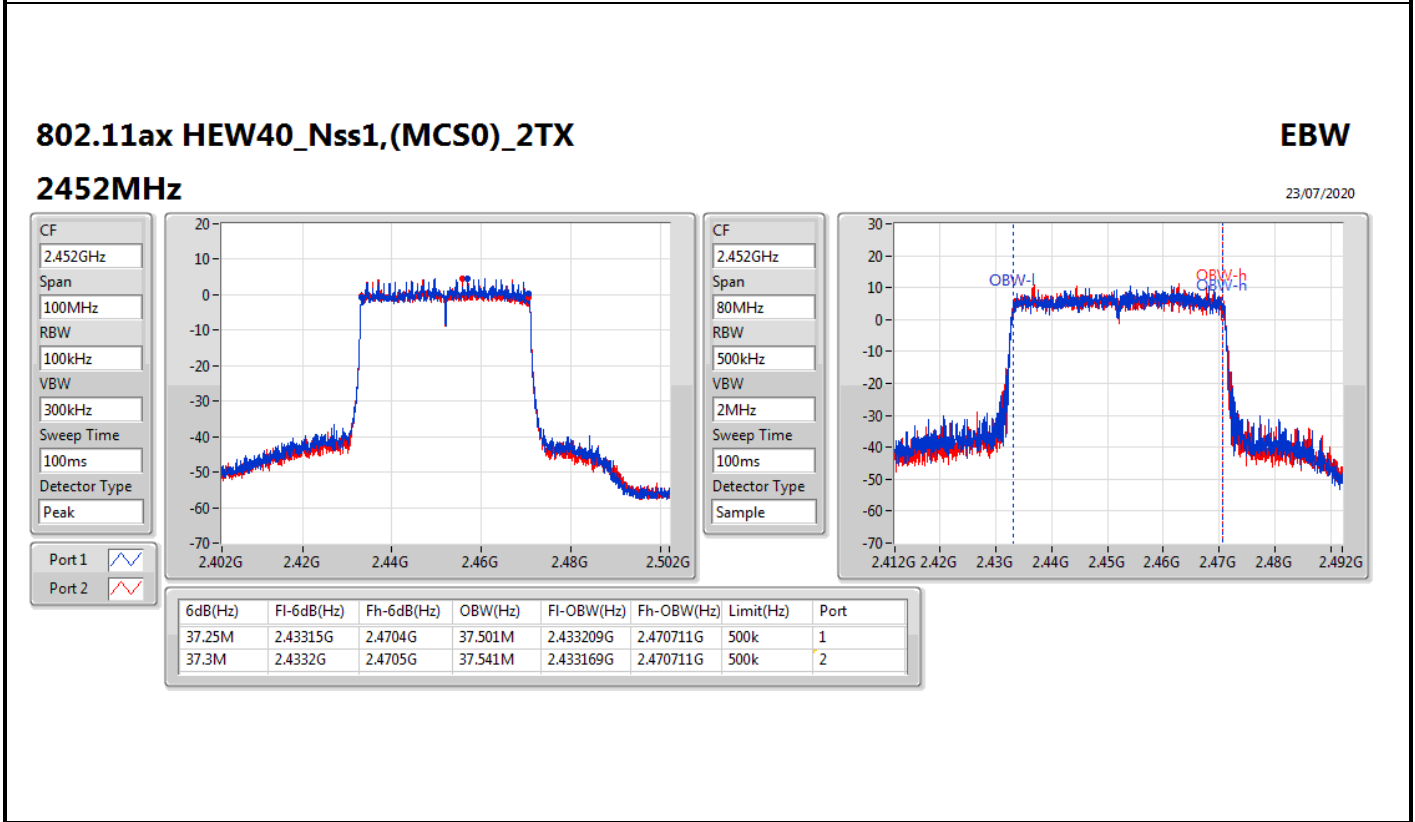 802.11ax HEW40_Nss1,(MCS0)_2TX EBW
2452MHz 23/07/2020
CF
2.452GHz
Span
100MHz
RBW
100kHz
VBW
300kHz
Sweep Time
100ms
Detector Type
Peak
Port 1
Port 2
20
10
0
-10
-20
-30
-40
-50
-60
-70
2.402G 2.42G 2.44G 2.46G 2.48G 2.502G
CF
2.452GHz
Span
80MHz
RBW
500kHz
VBW
2MHz
Sweep Time
100ms
Detector Type
Sample
30
20
10
0
-10
-20
-30
-40
-50
-60
-70
OBW-l
OBW-h
OBW-h
2.412G 2.42G 2.43G 2.44G 2.45G 2.46G 2.47G 2.48G 2.492G
6dB(Hz) Fl-6dB(Hz) Fh-6dB(Hz) OBW(Hz) Fl-OBW(Hz) Fh-OBW(Hz) Limit(Hz) Port
37.25M 2.43315G 2.4704G 37.501M 2.433209G 2.470711G 500k 1
37.3M 2.4332G 2.4705G 37.541M 2.433169G 2.470711G 500k 2